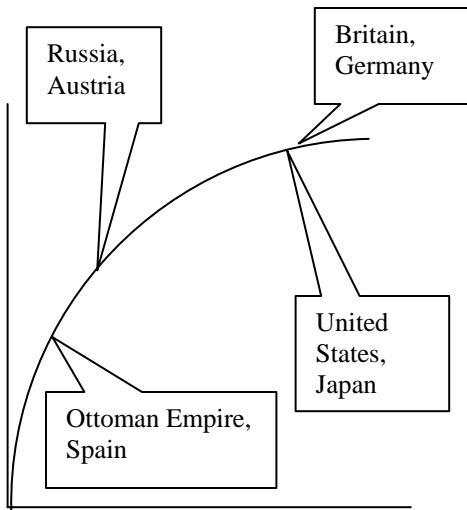 Russia,
Austria
Britain,
Germany
United
States,
Japan
Ottoman Empire,
Spain